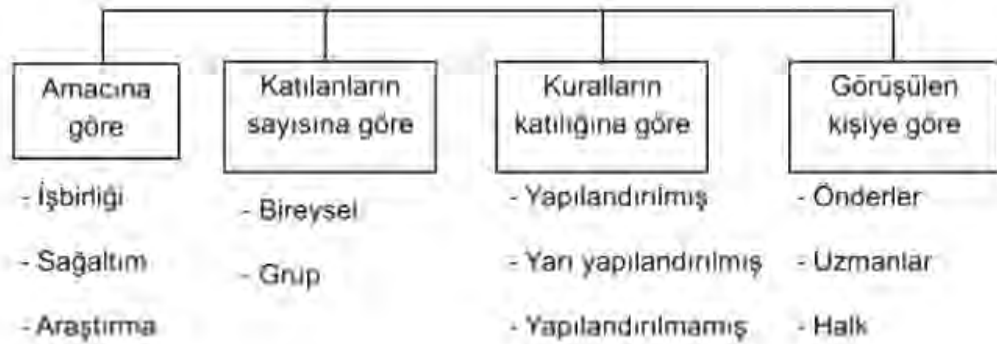 Amacına
göre
Katılanların
sayısına göre
Kuralların
katılığına göre
Görüşülen
kişiye göre
- İşbirliği
- Sağaltım
- Araştırma
- Bireysel
- Grup
- Yapılandırılmış
- Yarı yapılandırılmış
- Yapılandırılmamış
- Önderler
- Uzmanlar
- Halk